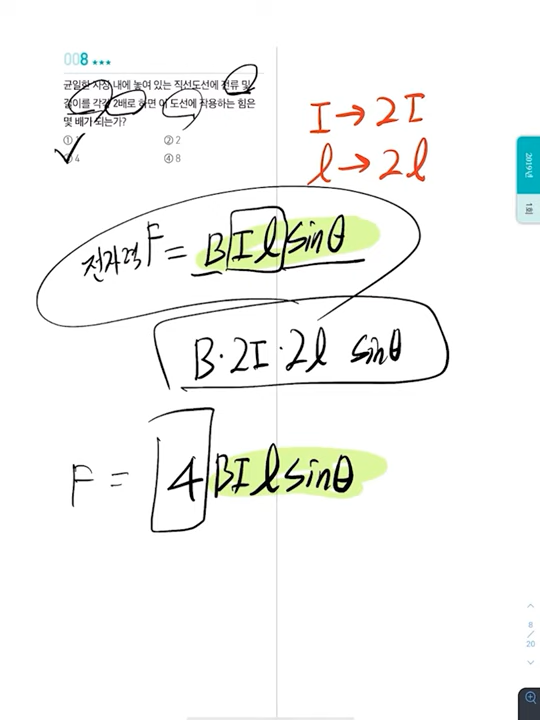 008 ★★★
균일한 자장 내에 놓여 있는 직선도선에 전류 및
길이를 각각 2배로 하면 이 도선에 작용하는 힘은
몇 배가 되는가?
① 1 ② 2
③ 4 ④ 8
I → 2I
l → 2l
전자력 F = BIl sinθ
B·2I·2l sinθ
F = 4BIl sinθ
2019년
1회
8
/
20